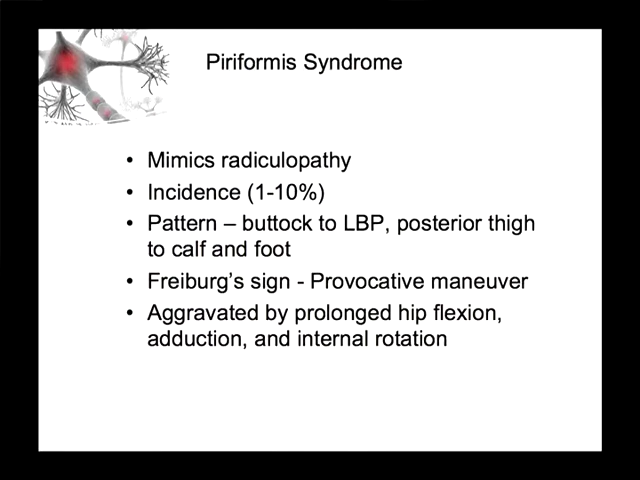 Piriformis Syndrome
• Mimics radiculopathy
• Incidence (1-10%)
• Pattern – buttock to LBP, posterior thigh
to calf and foot
• Freiburg’s sign - Provocative maneuver
• Aggravated by prolonged hip flexion,
adduction, and internal rotation